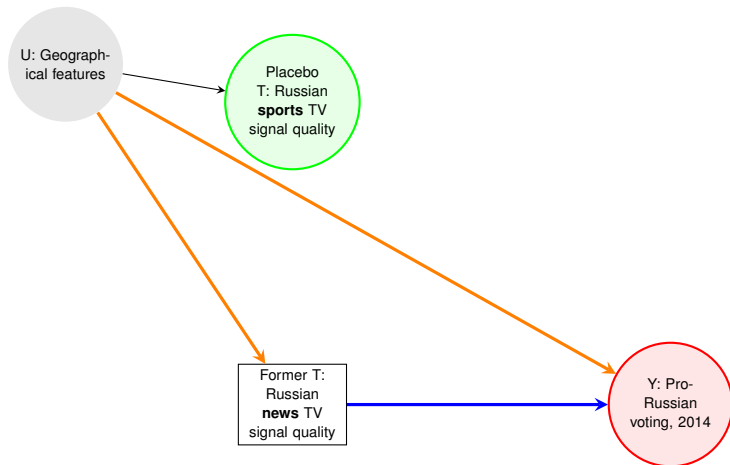 U: Geograph-
ical features
Placebo
T: Russian
sports TV
signal quality
Former T:
Russian
news TV
signal quality
Y: Pro-
Russian
voting, 2014